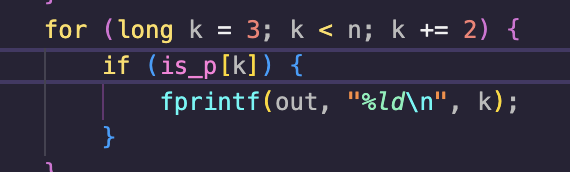 for (long k = 3; k < n; k += 2) {
if (is_p[k]) {
fprintf(out, "%ld\n", k);
}
}